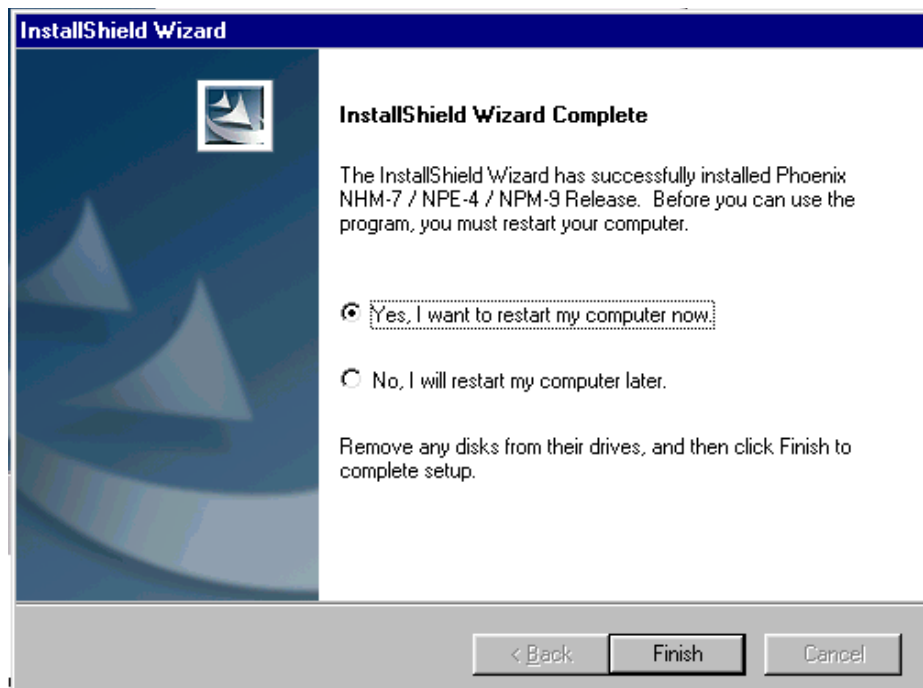 InstallShield Wizard
InstallShield Wizard Complete
The InstallShield Wizard has successfully installed Phoenix
NHM-7 / NPE-4 / NPM-9 Release.  Before you can use the
program, you must restart your computer.
Yes, I want to restart my computer now.
No, I will restart my computer later.
Remove any disks from their drives, and then click Finish to
complete setup.
< Back
Finish
Cancel